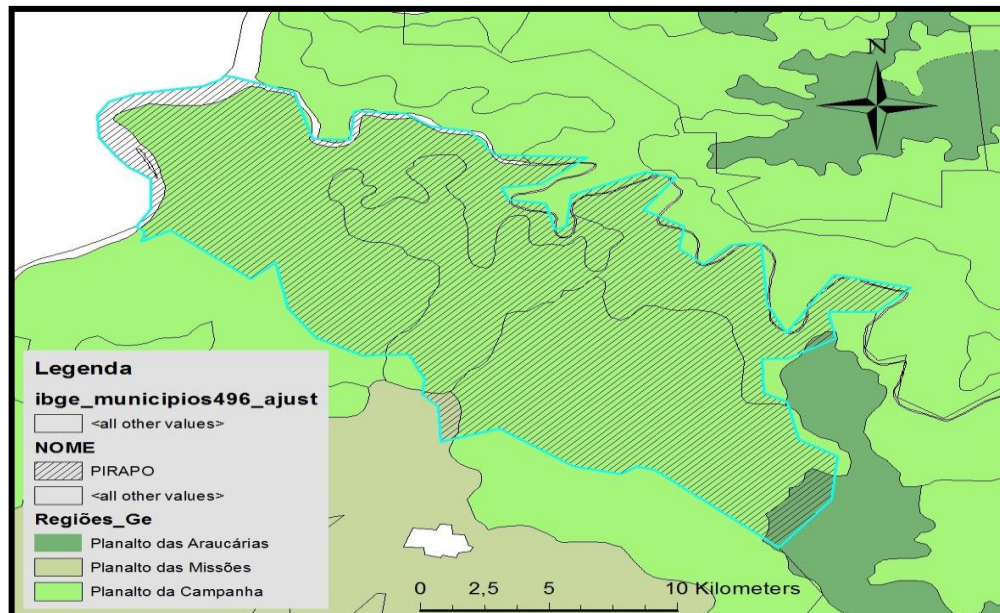 N
Legenda
ibge_municipios496_ajust
<all other values>
NOME
PIRAPO
<all other values>
Regiões_Ge
Planalto das Araucárias
Planalto das Missões
Planalto da Campanha
0 2,5 5 10 Kilometers